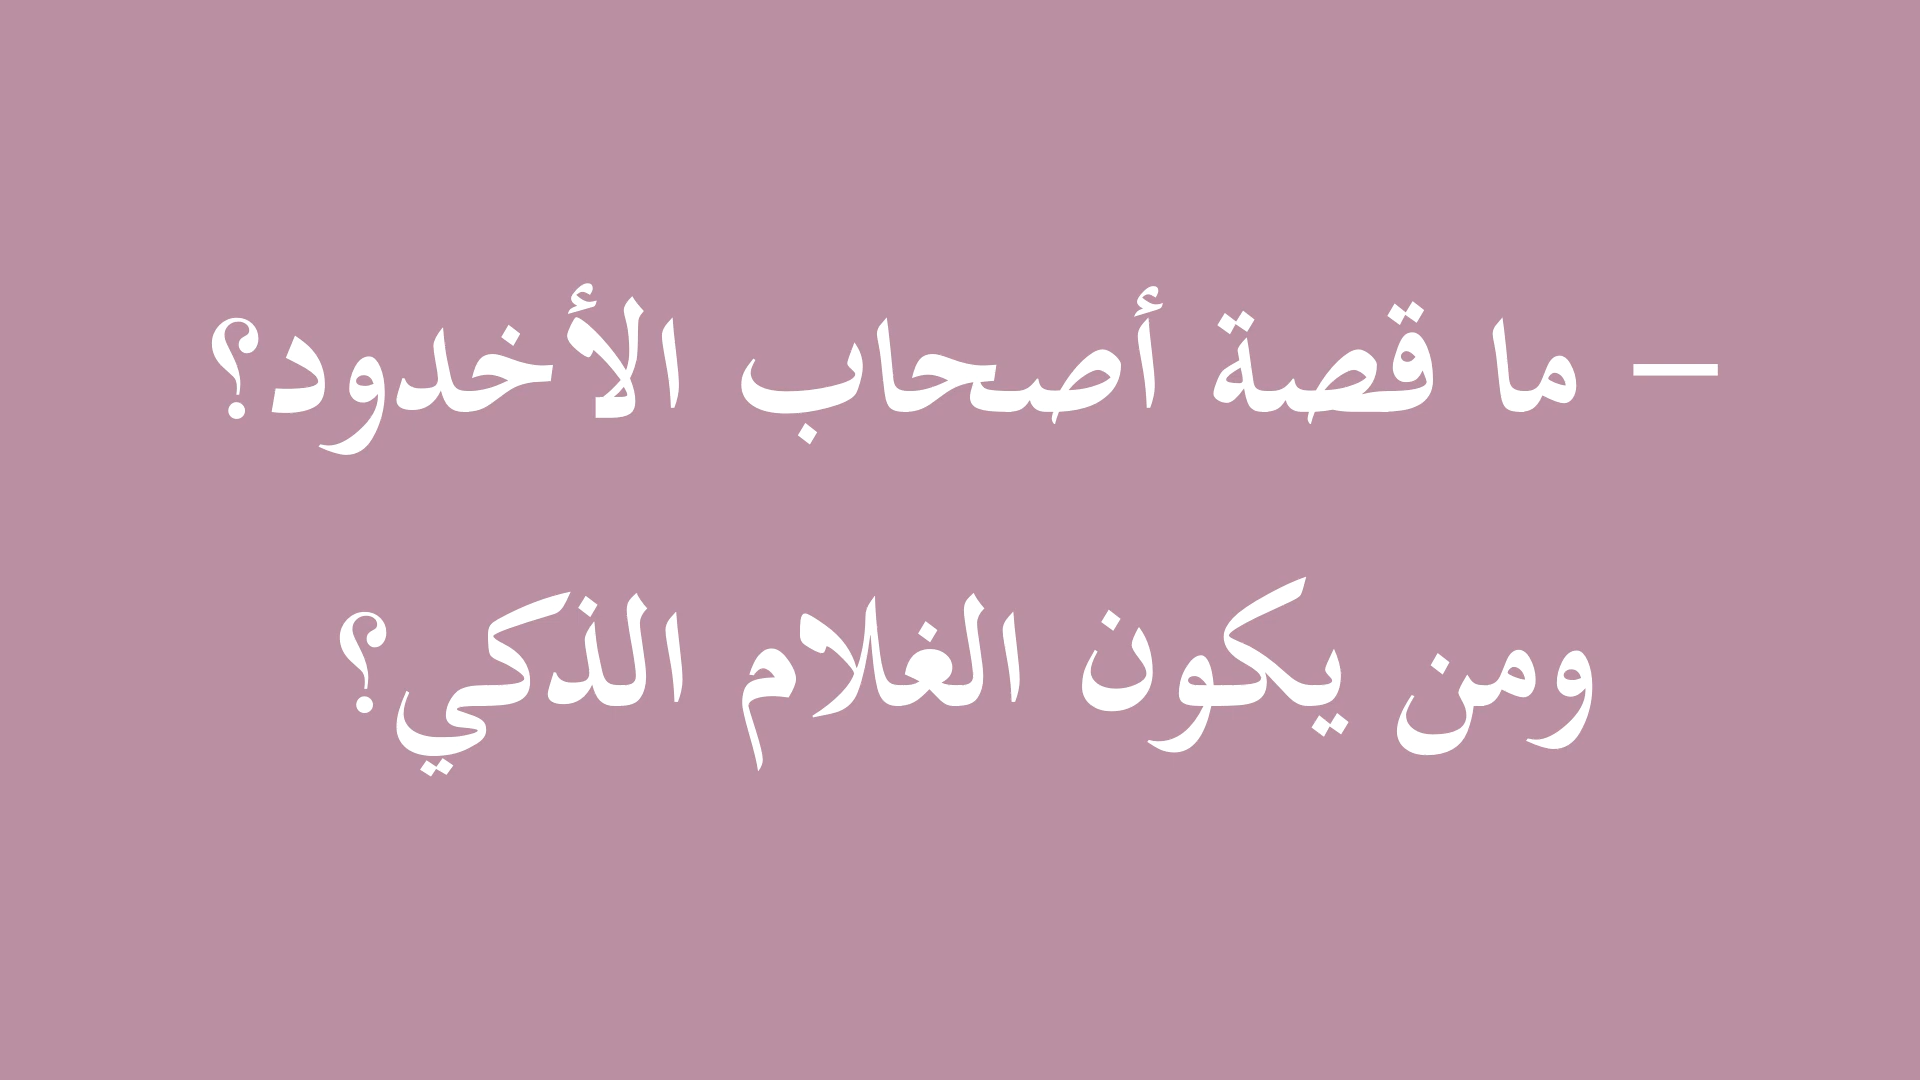 – ما قصة أصحاب الأخدود؟
ومن يكون الغلام الذكي؟